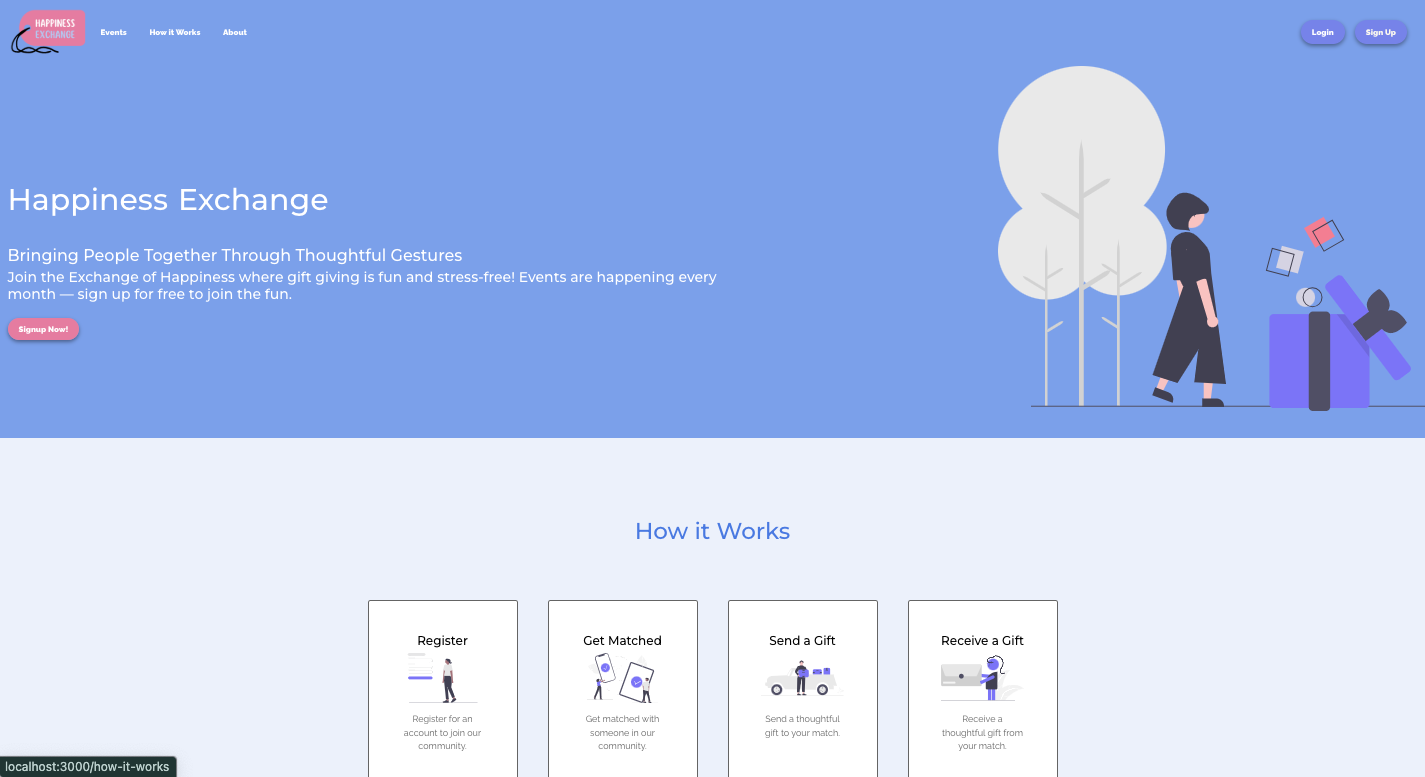 HAPPINESS
EXCHANGE
Events
How it Works
About
Login
Sign Up
Happiness Exchange
Bringing People Together Through Thoughtful Gestures
Join the Exchange of Happiness where gift giving is fun and stress-free! Events are happening every
month — sign up for free to join the fun.
Signup Now!
How it Works
Register
Register for an
account to join our
community.
Get Matched
Get matched with
someone in our
community.
Send a Gift
Send a thoughtful
gift to your match.
Receive a Gift
Receive a
thoughtful gift from
your match.
localhost:3000/how-it-works